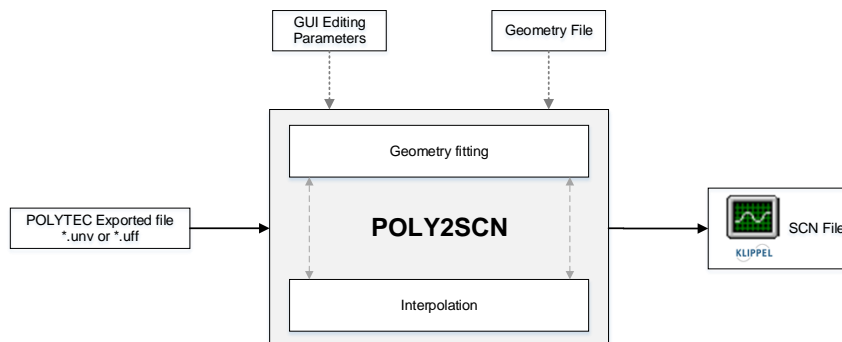 GUI Editing
Parameters
Geometry File
Geometry fitting
POLYTEC Exported file
*.unv or *.uff
POLY2SCN
SCN File
KLIPPEL
Interpolation